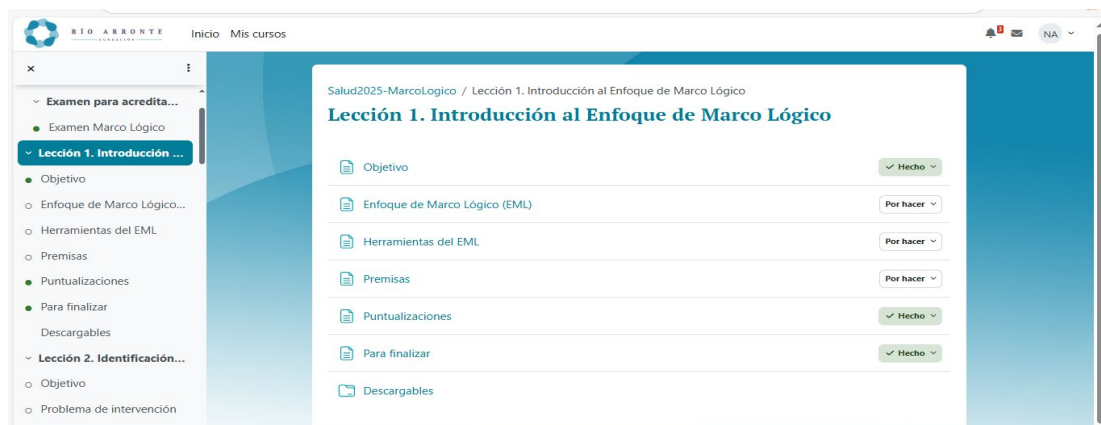 RÍO ARRONTE
FUNDACIÓN
Inicio Mis cursos
3
NA
Examen para acredita...
Examen Marco Lógico
Lección 1. Introducción ...
Objetivo
Enfoque de Marco Lógico...
Herramientas del EML
Premisas
Puntualizaciones
Para finalizar
Descargables
Lección 2. Identificación...
Objetivo
Problema de intervención
Salud2025-MarcoLogico / Lección 1. Introducción al Enfoque de Marco Lógico
Lección 1. Introducción al Enfoque de Marco Lógico
Objetivo Hecho
Enfoque de Marco Lógico (EML) Por hacer
Herramientas del EML Por hacer
Premisas Por hacer
Puntualizaciones Hecho
Para finalizar Hecho
Descargables